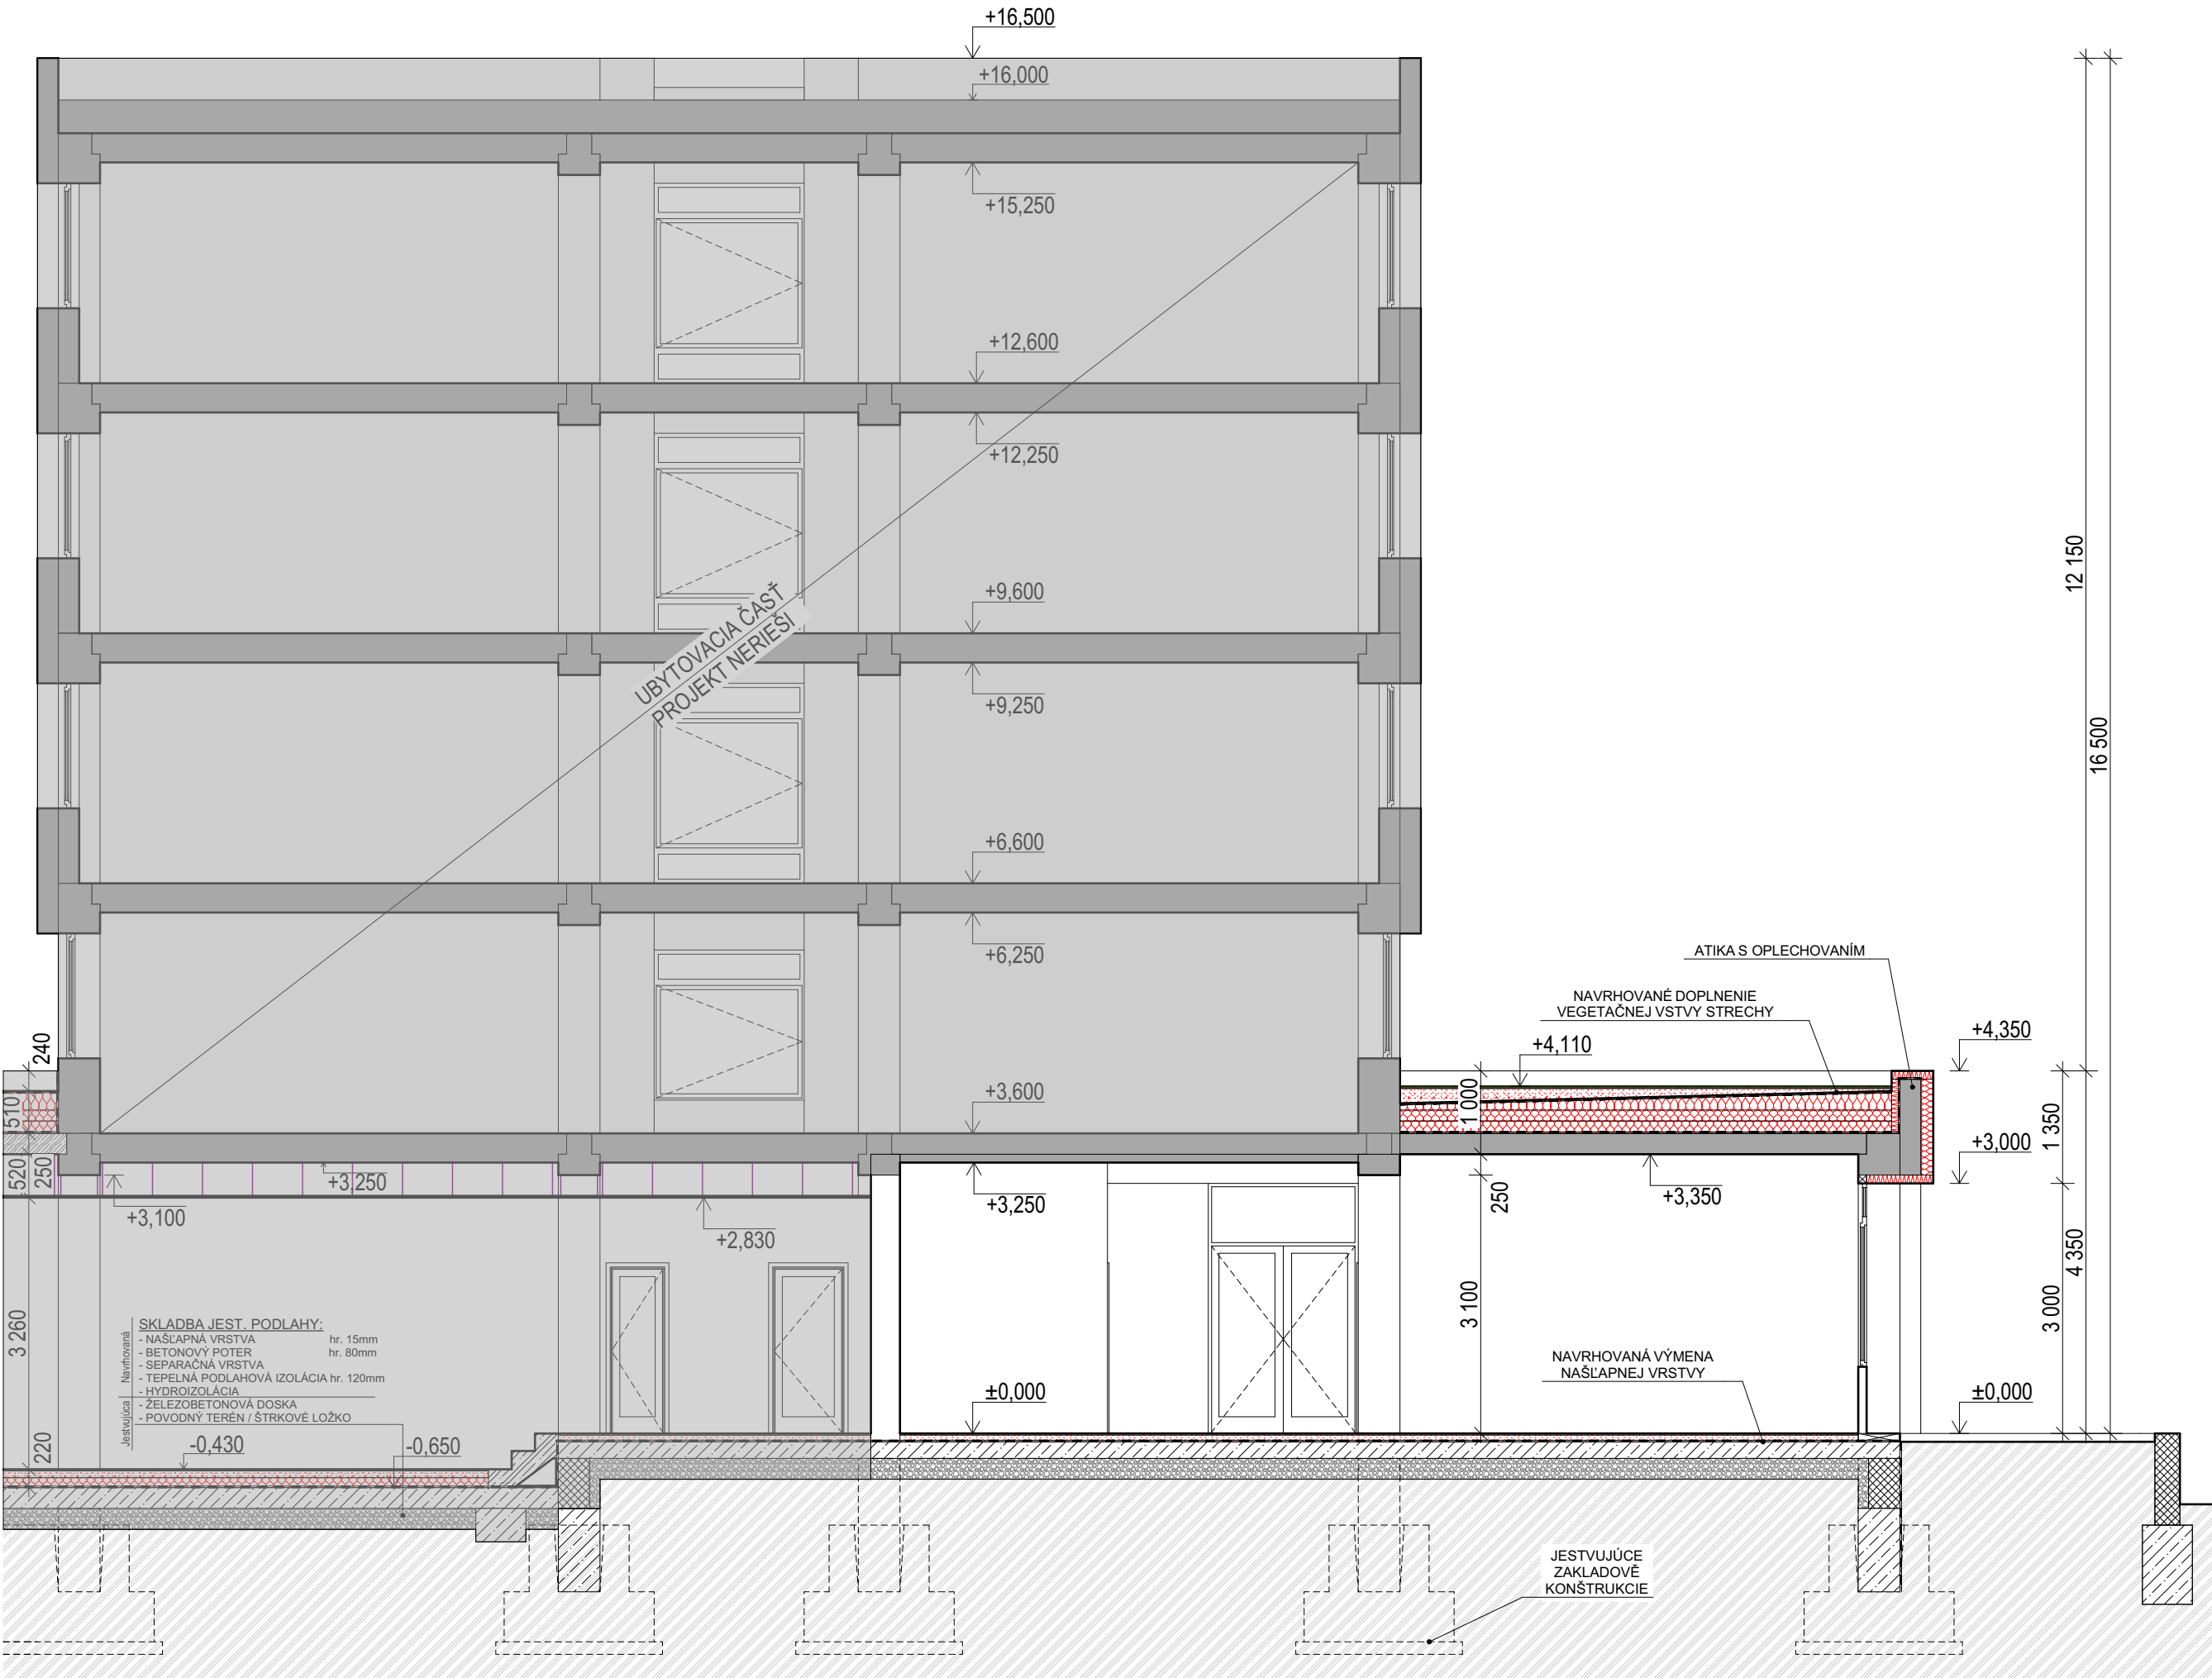 +16,500
+16,000
+15,250
+12,600
+12,250
12 150
+9,600
UBYTOVACIA ČASŤ
PROJEKT NERIEŠI
+9,250
16 500
+6,600
+6,250
ATIKA S OPLECHOVANÍM
NAVRHOVANÉ DOPLNENIE
VEGETAČNEJ VSTVY STRECHY
240
+4,110
+4,350
+3,600
510
1 000
1 350
+3,000
520
250
+3,250
+3,100
+3,250
250
+3,350
+2,830
4 350
3 260
3 100
3 000
SKLADBA JEST. PODLAHY:
Navrhovaná
- NAŠĽAPNÁ VRSTVA hr. 15mm
- BETONOVÝ POTER hr. 80mm
- SEPARAČNÁ VRSTVA
- TEPELNÁ PODLAHOVÁ IZOLÁCIA hr. 120mm
- HYDROIZOLÁCIA
Jestvujúca
- ŽELEZOBETONOVÁ DOSKA
- POVODNÝ TERÉN / ŠTRKOVÉ LOŽKO
NAVRHOVANÁ VÝMENA
NAŠĽAPNEJ VRSTVY
±0,000
±0,000
220
-0,430
-0,650
JESTVUJÚCE
ZAKLADOVĚ
KONŠTRUKCIE